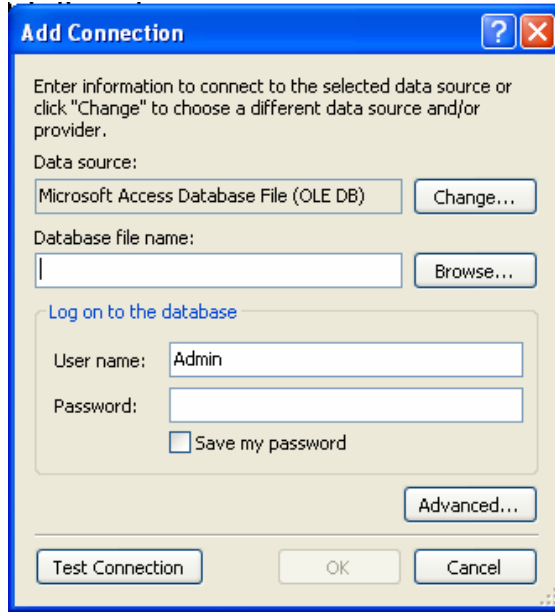 Add Connection
Enter information to connect to the selected data source or
click "Change" to choose a different data source and/or
provider.
Data source:
Microsoft Access Database File (OLE DB)
Change...
Database file name:
Browse...
Log on to the database
User name:
Admin
Password:
Save my password
Advanced...
Test Connection
OK
Cancel